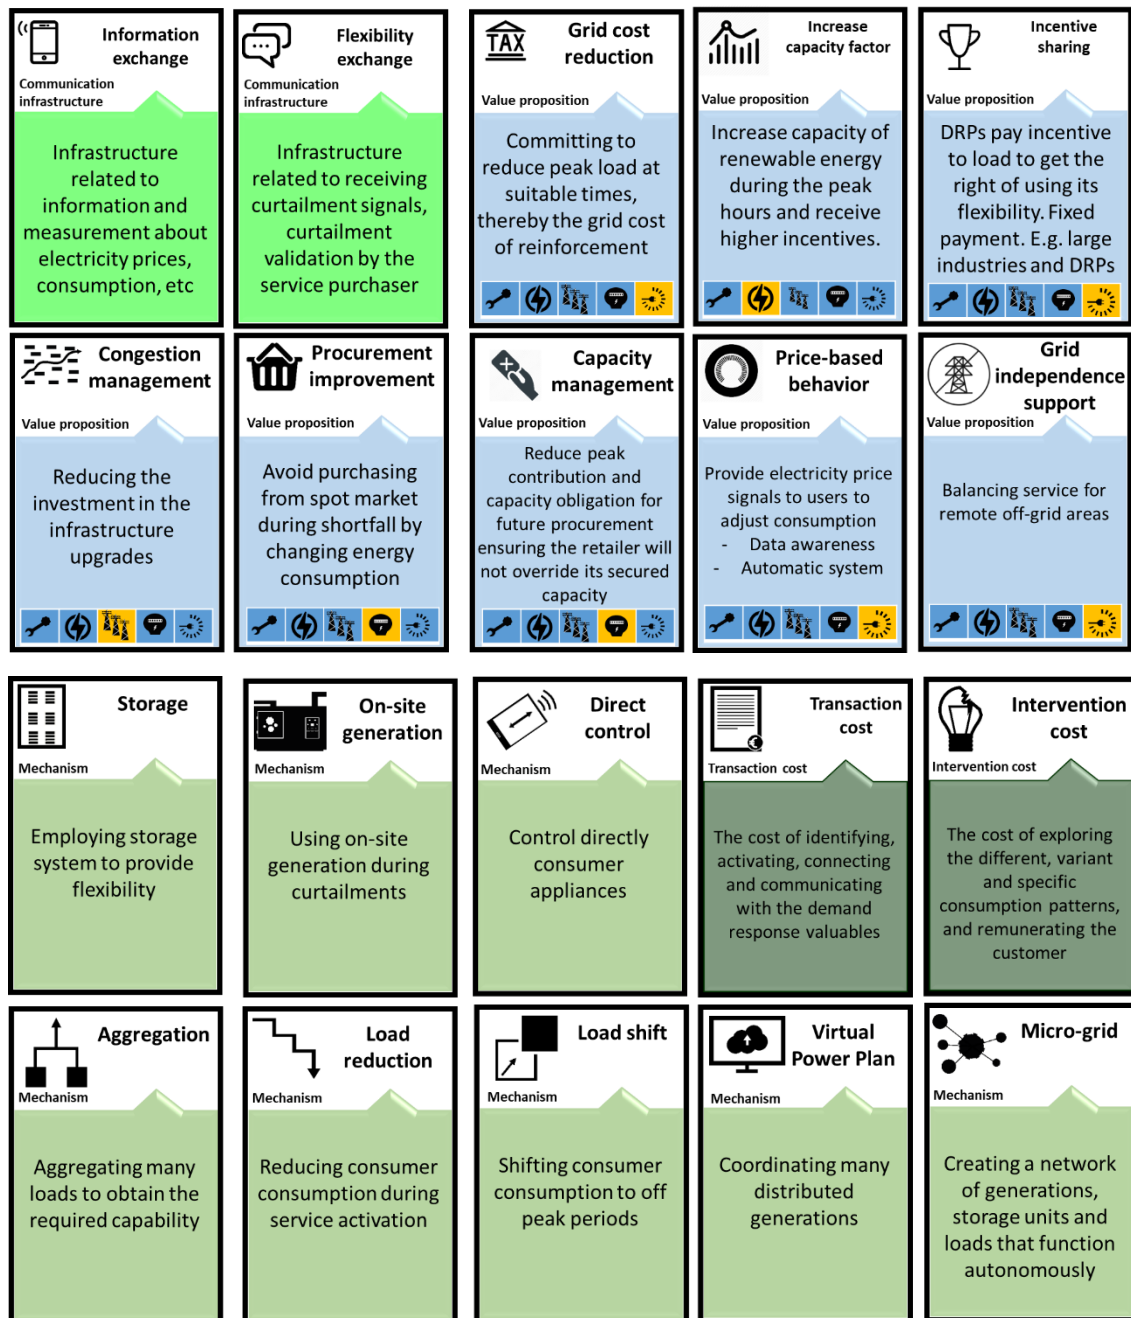 Information
exchange
Communication
infrastructure
Infrastructure
related to
information and
measurement about
electricity prices,
consumption, etc
Flexibility
exchange
Communication
infrastructure
Infrastructure
related to receiving
curtailment signals,
curtailment
validation by the
service purchaser
TAX
Grid cost
reduction
Value proposition
Committing to
reduce peak load at
suitable times,
thereby the grid cost
of reinforcement
Increase
capacity factor
Value proposition
Increase capacity of
renewable energy
during the peak
hours and receive
higher incentives.
Incentive
sharing
Value proposition
DRPs pay incentive
to load to get the
right of using its
flexibility. Fixed
payment. E.g. large
industries and DRPs
Congestion
management
Value proposition
Reducing the
investment in the
infrastructure
upgrades
Procurement
improvement
Value proposition
Avoid purchasing
from spot market
during shortfall by
changing energy
consumption
Capacity
management
Value proposition
Reduce peak
contribution and
capacity obligation for
future procurement
ensuring the retailer will
not override its secured
capacity
Price-based
behavior
Value proposition
Provide electricity price
signals to users to
adjust consumption
- Data awareness
- Automatic system
Grid
independence
support
Value proposition
Balancing service for
remote off-grid areas
Storage
Mechanism
Employing storage
system to provide
flexibility
On-site
generation
Mechanism
Using on-site
generation during
curtailments
Direct
control
Mechanism
Control directly
consumer
appliances
Transaction
cost
Transaction cost
The cost of identifying,
activating, connecting
and communicating
with the demand
response valuables
Intervention
cost
Intervention cost
The cost of exploring
the different, variant
and specific
consumption patterns,
and remunerating the
customer
Aggregation
Mechanism
Aggregating many
loads to obtain the
required capability
Load
reduction
Mechanism
Reducing consumer
consumption during
service activation
Load shift
Mechanism
Shifting consumer
consumption to off
peak periods
Virtual
Power Plan
Mechanism
Coordinating many
distributed
generations
Micro-grid
Mechanism
Creating a network
of generations,
storage units and
loads that function
autonomously